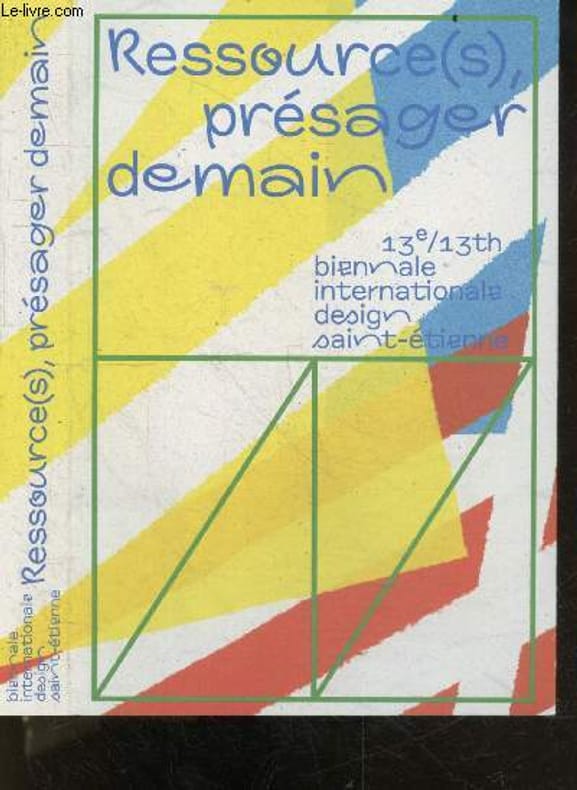 Le-livre.com
Ressource(s),
présager
demain
13e/13th
biennale
internationale
design
saint-étienne
Ressource(s), présager demain
biennale
internationale
design
saint-étienne